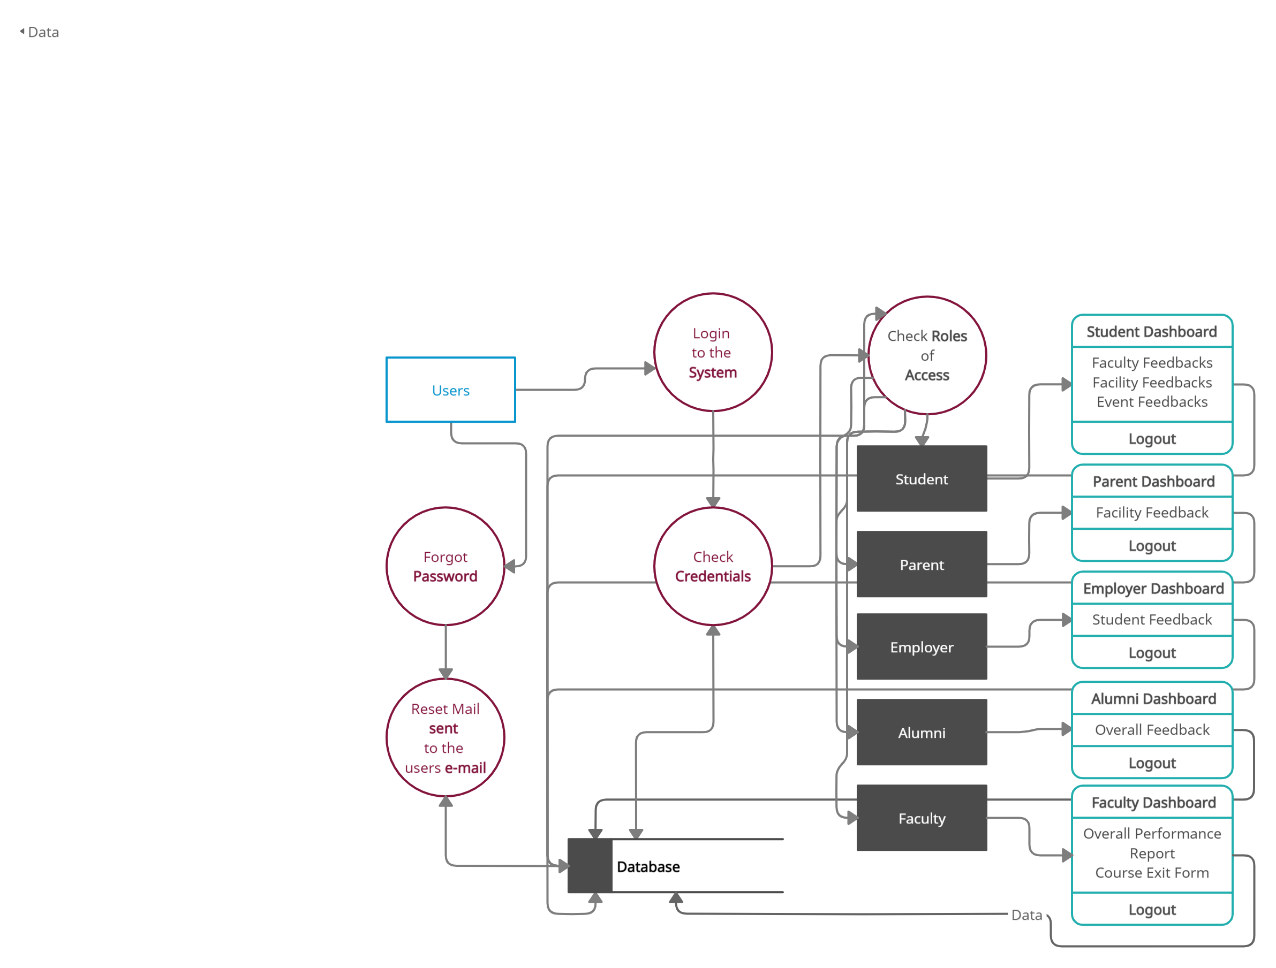 Data
Users
Login
to the
System
Check Roles
of
Access
Forgot
Password
Check
Credentials
Reset Mail
sent
to the
users e-mail
Database
Student
Parent
Employer
Alumni
Faculty
Student Dashboard
Faculty Feedbacks
Facility Feedbacks
Event Feedbacks
Logout
Parent Dashboard
Facility Feedback
Logout
Employer Dashboard
Student Feedback
Logout
Alumni Dashboard
Overall Feedback
Logout
Faculty Dashboard
Overall Performance
Report
Course Exit Form
Logout
Data